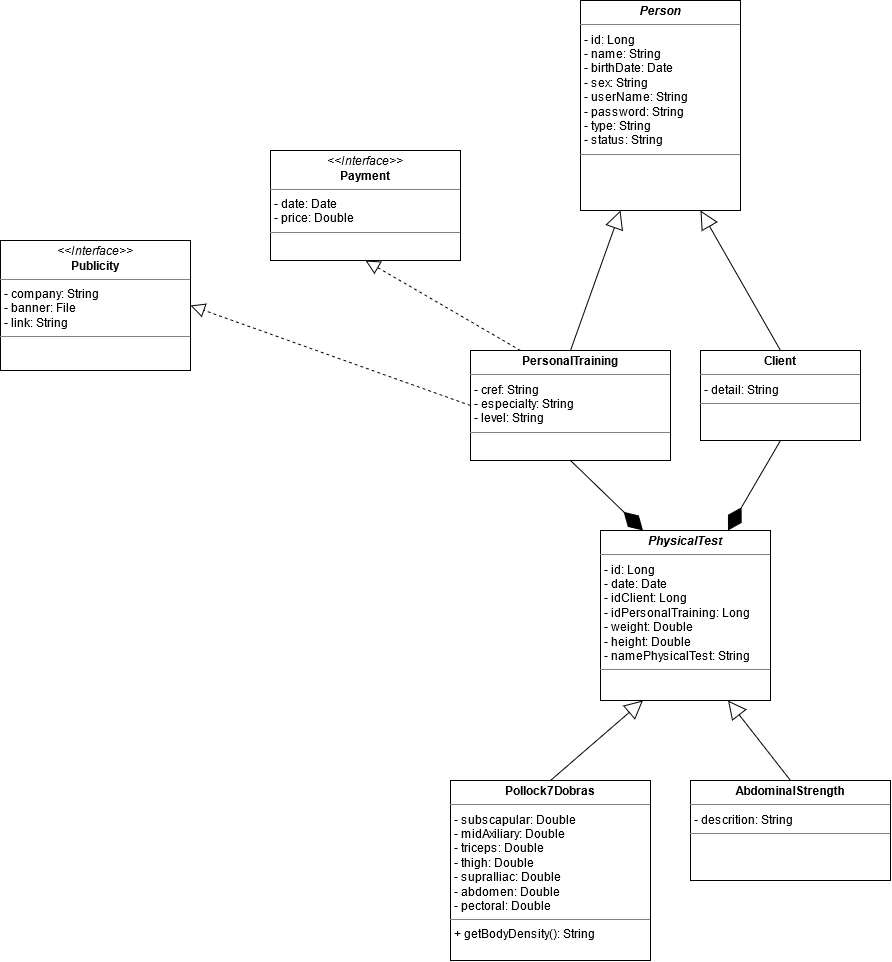 Person
- id: Long
- name: String
- birthDate: Date
- sex: String
- userName: String
- password: String
- type: String
- status: String
<<Interface>>
Payment
- date: Date
- price: Double
<<Interface>>
Publicity
- company: String
- banner: File
- link: String
PersonalTraining
- cref: String
- especialty: String
- level: String
Client
- detail: String
PhysicalTest
- id: Long
- date: Date
- idClient: Long
- idPersonalTraining: Long
- weight: Double
- height: Double
- namePhysicalTest: String
Pollock7Dobras
- subscapular: Double
- midAxiliary: Double
- triceps: Double
- thigh: Double
- supraIliac: Double
- abdomen: Double
- pectoral: Double
+ getBodyDensity(): String
AbdominalStrength
- descrition: String